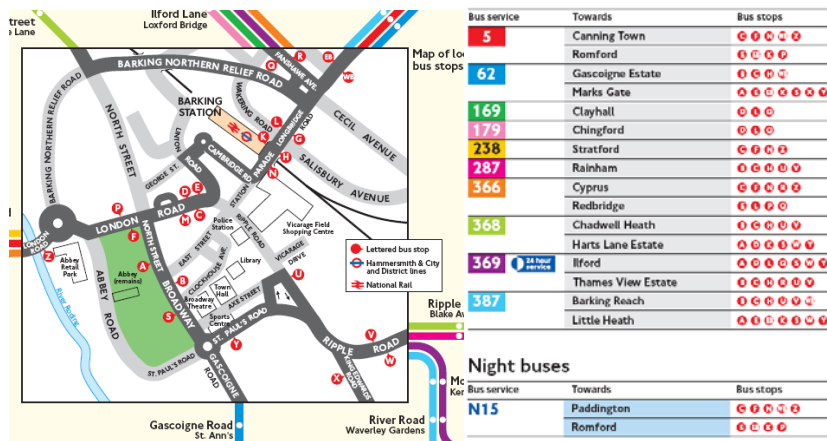 treet
e Lane
Ilford Lane
Loxford Bridge
Map of lo
bus stops
BARKING NORTHERN RELIEF ROAD
FANSHAWE AVE.
R
EB
Q
WB
BARKING NORTHERN RELIEF ROAD
NORTH STREET
BARKING
STATION
WAKERING ROAD
LONGBRIDGE
ROAD
CECIL AVENUE
L
K
G
LINTON
ROAD
CAMBRIDGE RD
STATION
PARADE
H
N
SALISBURY AVENUE
GEORGE ST.
D
E
P
LONDON ROAD
M
C
F
LONDON
ROAD
Z
Abbey
Retail
Park
NORTH STREET
Police
Station
RIPPLE ROAD
Vicarage Field
Shopping Centre
EAST STREET
CLOCKHOUSE AVE.
VICARAGE
DRIVE
Library
A
Abbey
(remains)
ABBEY ROAD
River Roding
B
BROADWAY
Broadway
Theatre
Town
Hall
AXE STREET
U
Lettered bus stop
Hammersmith & City
and District lines
National Rail
S
Sports
Centre
ST. PAUL'S ROAD
Y
ST. PAUL'S ROAD
GASCOIGNE
ROAD
RIPPLE ROAD
V
W
KING EDWARDS
ROAD
X
Ripple
Blake Av
Mo
Ken
Gascoigne Road
St. Ann's
River Road
Waverley Gardens
Bus service Towards Bus stops
5 Canning Town C F N Z
Romford E K P
62 Gascoigne Estate B C H
Marks Gate A E K S X Y
169 Clayhall D L Q
179 Chingford D L Q
238 Stratford C F N Z
287 Rainham B C H U V
366 Cyprus C F N R Z
Redbridge E L P Q
368 Chadwell Heath B C H U V
Harts Lane Estate A D K S W Y
369 24 hour service Ilford A D S W Y
Thames View Estate B C H R U V
387 Barking Reach B C H U V
Little Heath A E K S W Y
Night buses
Bus service Towards Bus stops
N15 Paddington C F N Z
Romford E K P